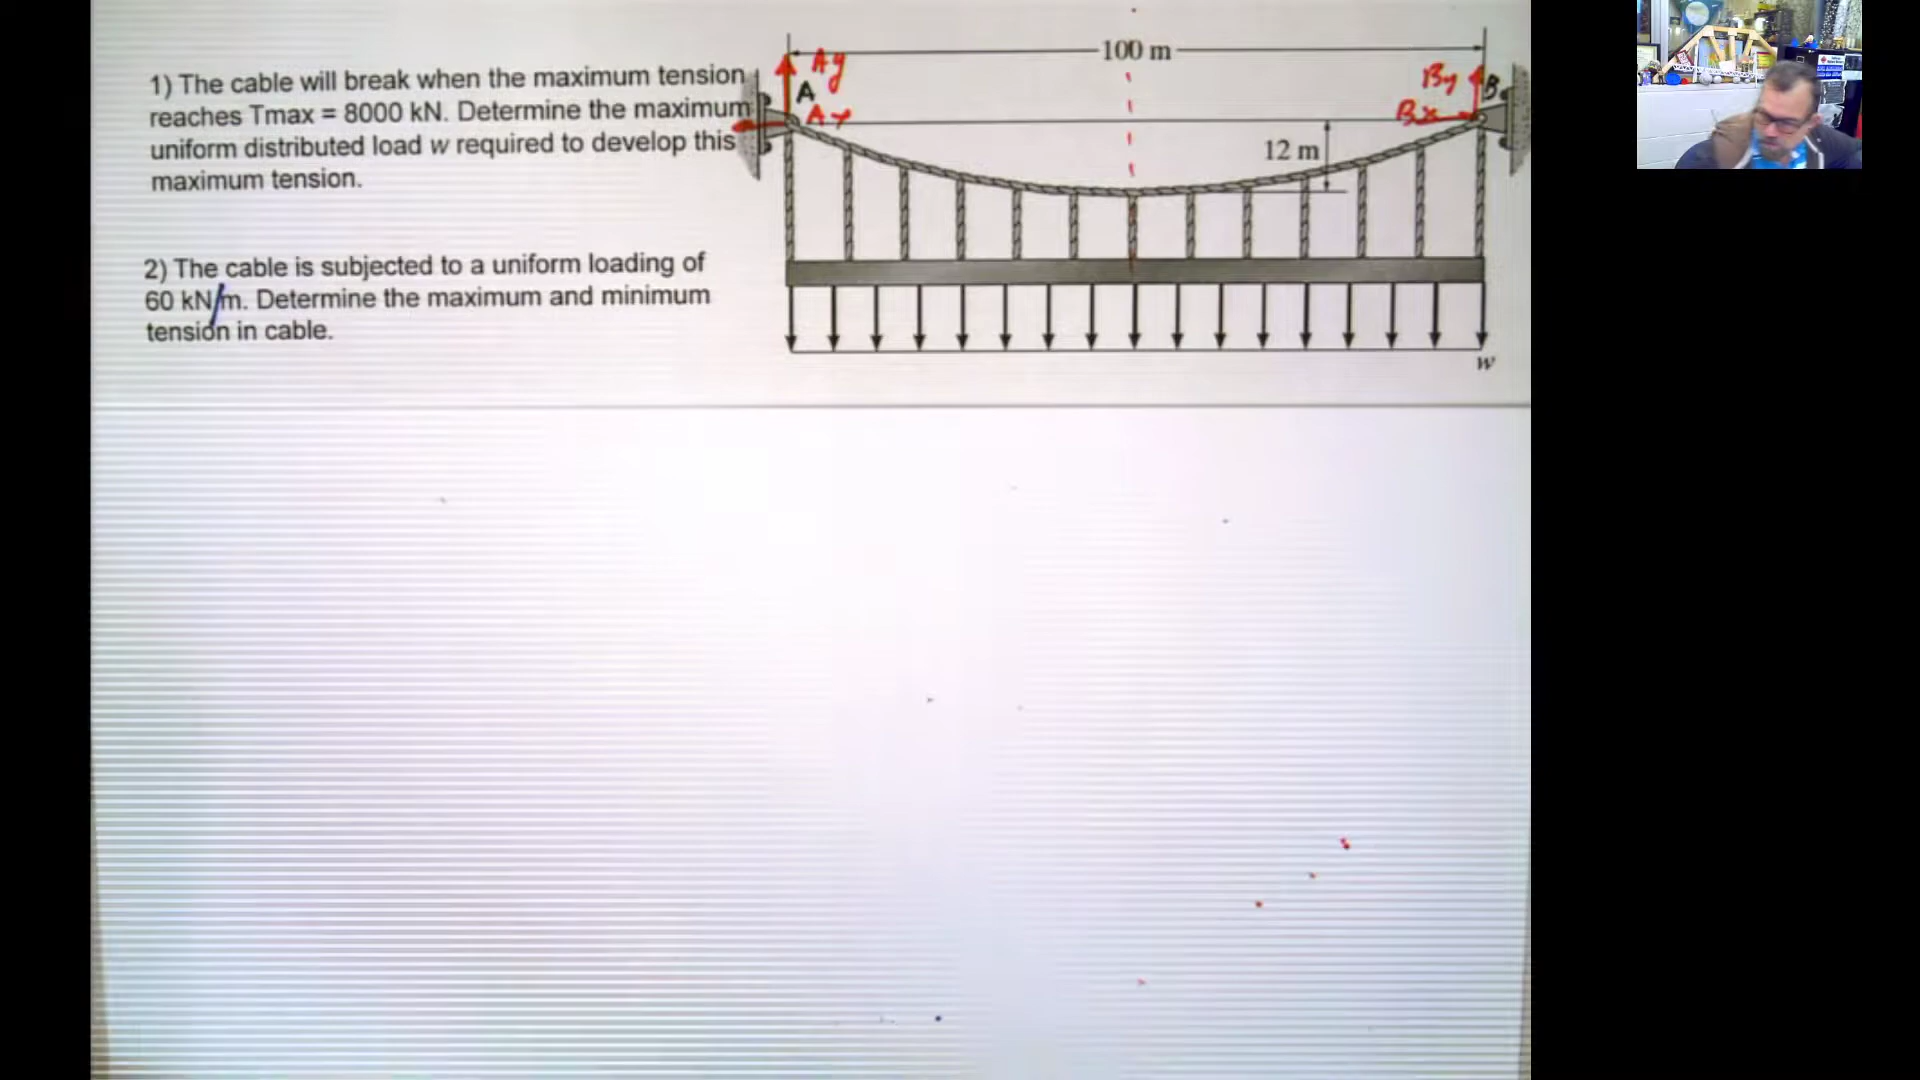 1) The cable will break when the maximum tension
reaches Tmax = 8000 kN. Determine the maximum
uniform distributed load w required to develop this
maximum tension.
2) The cable is subjected to a uniform loading of
60 kN/m. Determine the maximum and minimum
tension in cable.
100 m
Ay
A
Ax
By
B
Bx
12 m
w